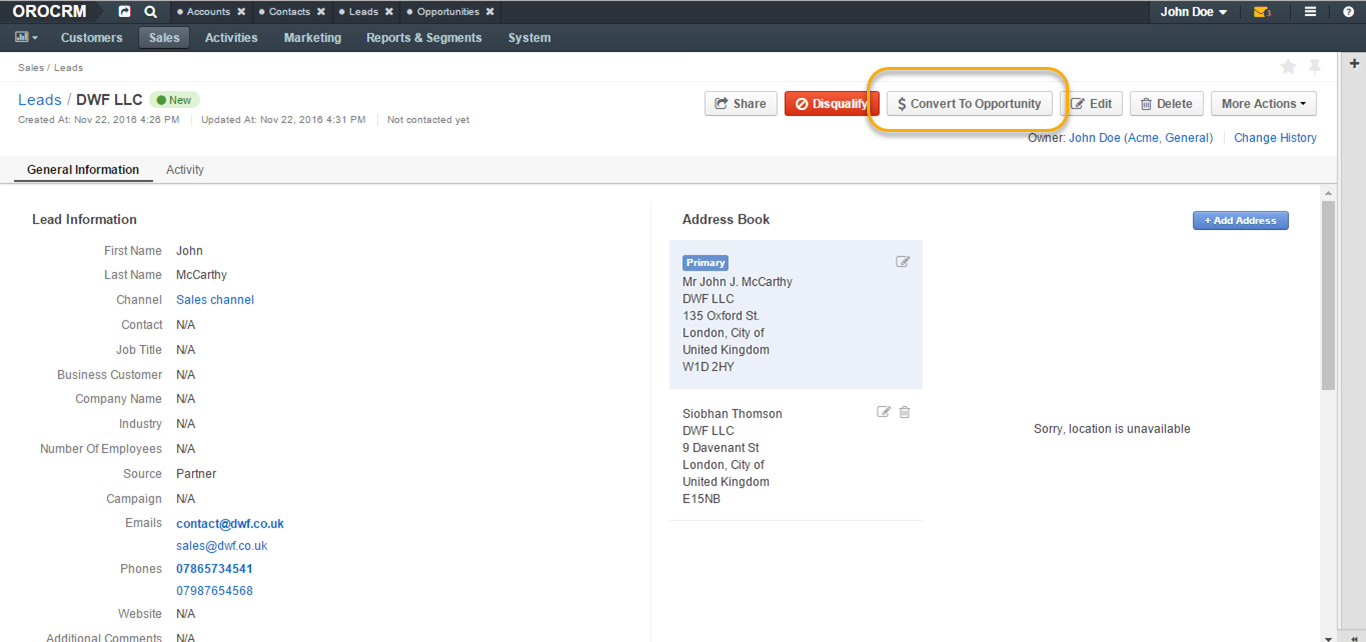 OROCRM
Accounts × Contacts × Leads × Opportunities ×
John Doe
3
Customers Sales Activities Marketing Reports & Segments System
Sales / Leads
Leads / DWF LLC New
Share Disqualify $ Convert To Opportunity Edit Delete More Actions
Created At: Nov 22, 2016 4:26 PM Updated At: Nov 22, 2016 4:31 PM Not contacted yet
Owner: John Doe (Acme, General) Change History
General Information Activity
Lead Information
First Name John
Last Name McCarthy
Channel Sales channel
Contact N/A
Job Title N/A
Business Customer N/A
Company Name N/A
Industry N/A
Number Of Employees N/A
Source Partner
Campaign N/A
Emails contact@dwf.co.uk
sales@dwf.co.uk
Phones 07865734541
07987654568
Website N/A
Additional Comments N/A
Address Book
+ Add Address
Primary
Mr John J. McCarthy
DWF LLC
135 Oxford St.
London, City of
United Kingdom
W1D 2HY
Siobhan Thomson
DWF LLC
9 Davenant St
London, City of
United Kingdom
E15NB
Sorry, location is unavailable